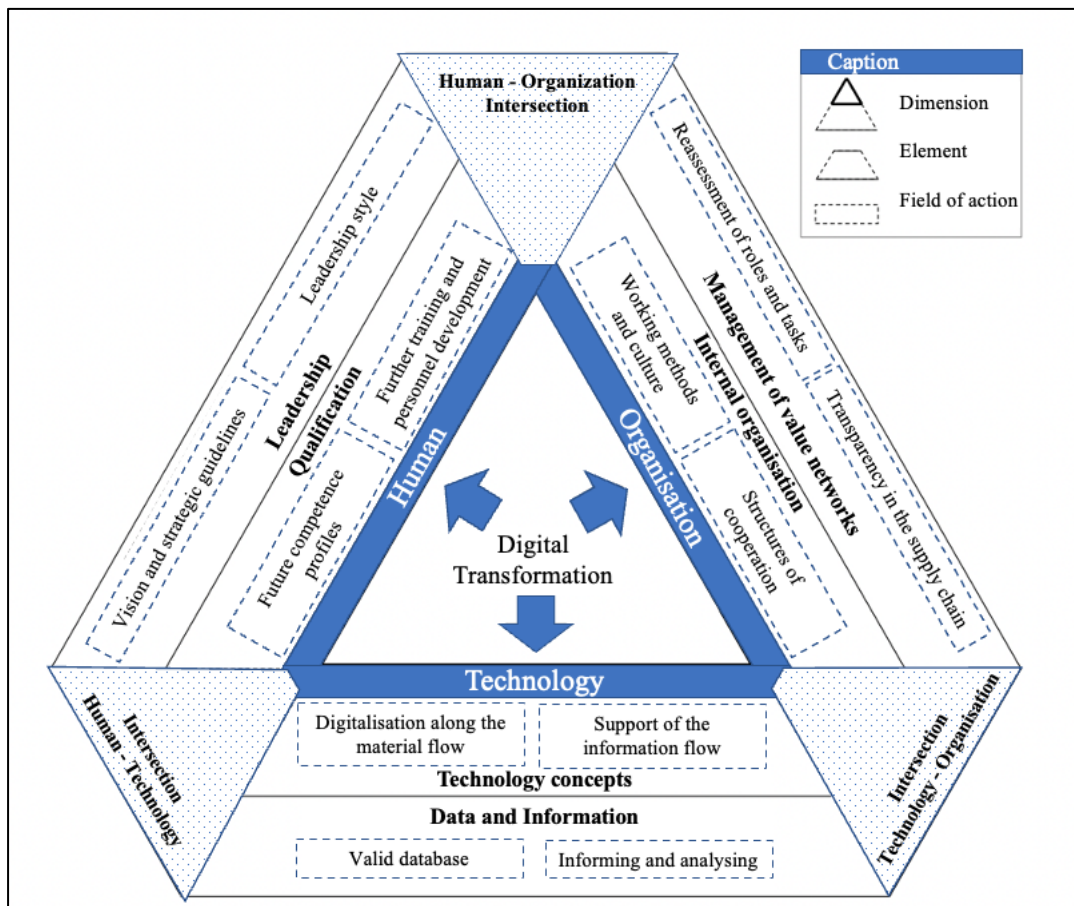 Human - Organization
Intersection
Caption
Dimension
Element
Field of action
Leadership style
Vision and strategic guidelines
Leadership
Qualification
Further training and
personnel development
Future competence
profiles
Human
Reassessment of roles and tasks
Transparency in the supply chain
Management of value networks
Internal organisation
Working methods
and culture
Structures of
cooperation
Organisation
Digital
Transformation
Technology
Digitalisation along the
material flow
Support of the
information flow
Technology concepts
Data and Information
Valid database
Informing and analysing
Intersection
Human - Technology
Intersection
Technology - Organisation